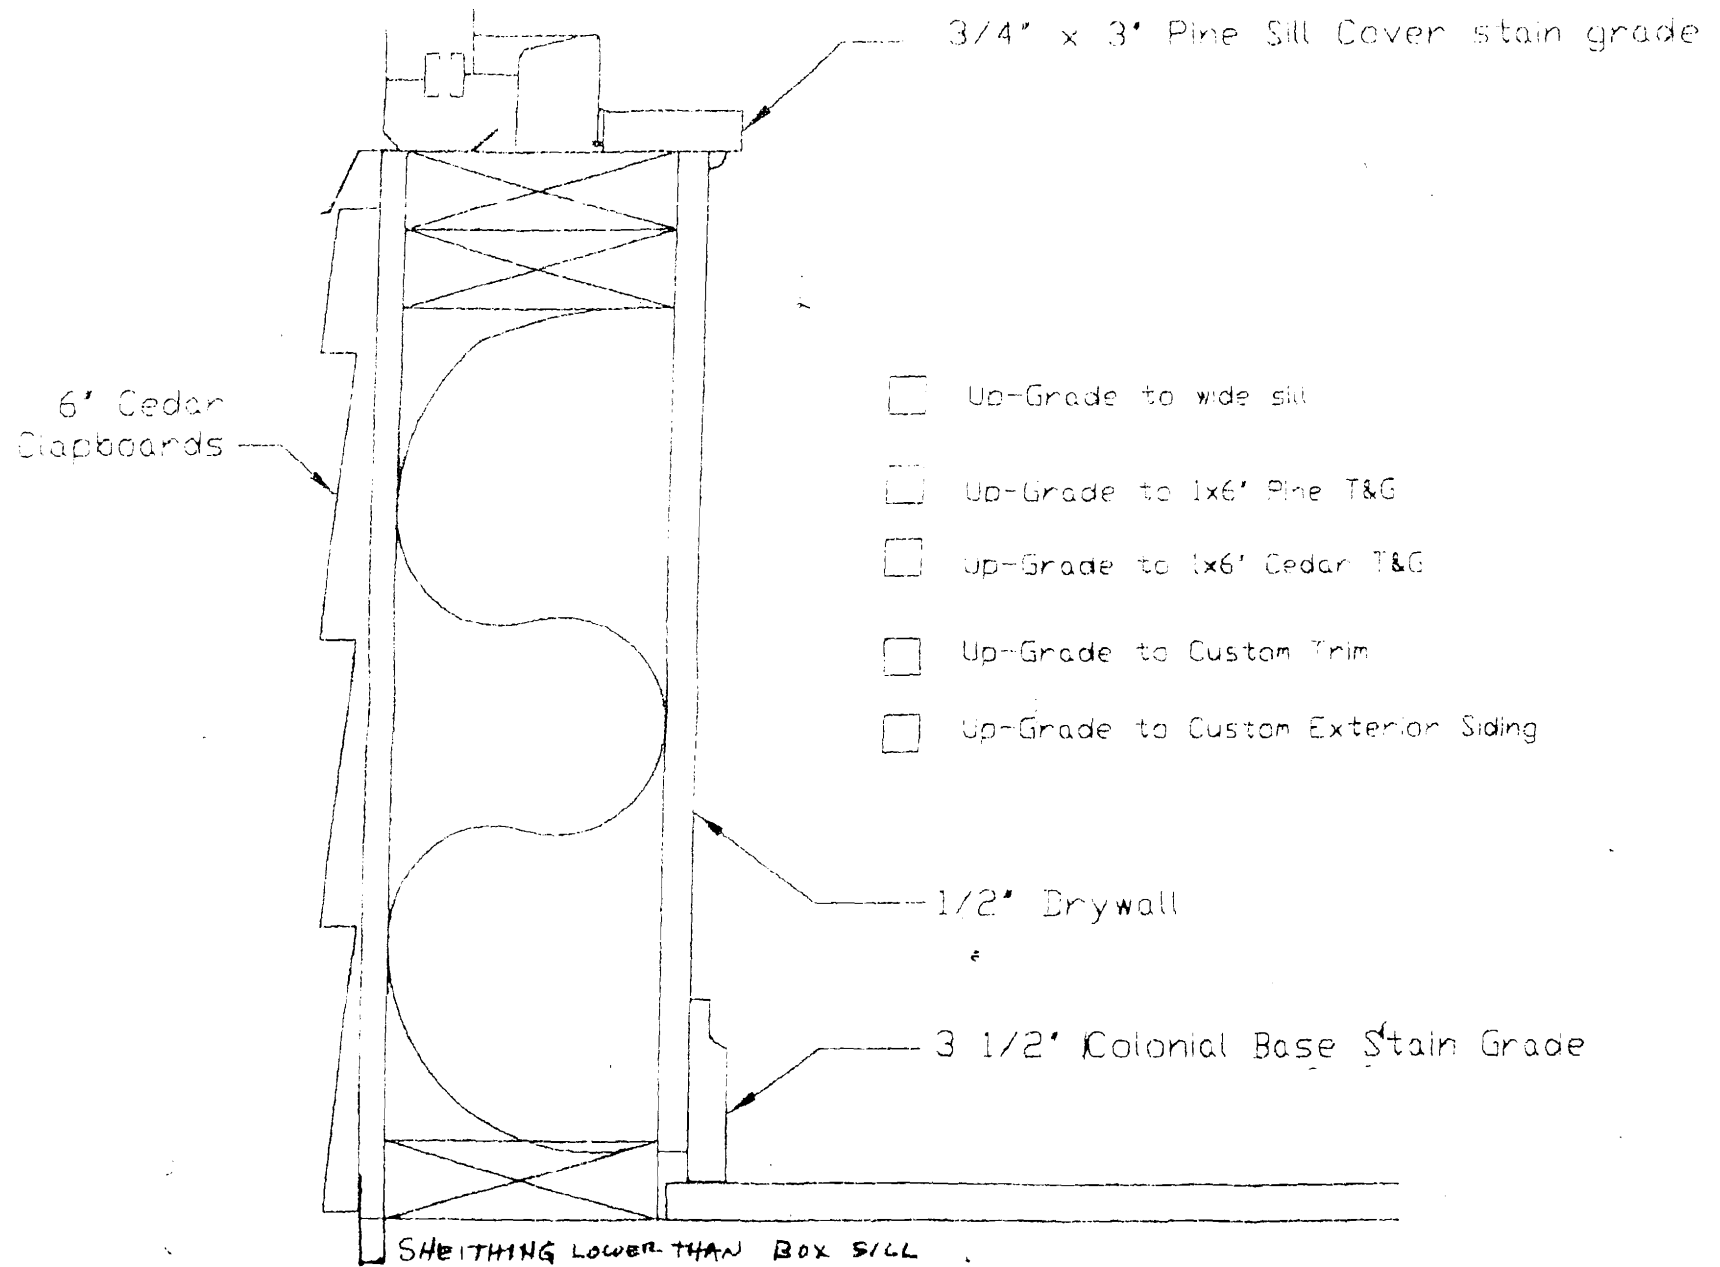 3/4" x 3" Pine Sill Cover stain grade
6" Cedar
Clapboards
Up-Grade to wide sill
Up-Grade to 1x6" Pine T&G
Up-Grade to 1x6" Cedar T&G
Up-Grade to Custom Trim
Up-Grade to Custom Exterior Siding
1/2" Drywall
3 1/2" Colonial Base Stain Grade
SHEITHING LOWER THAN BOX SILL